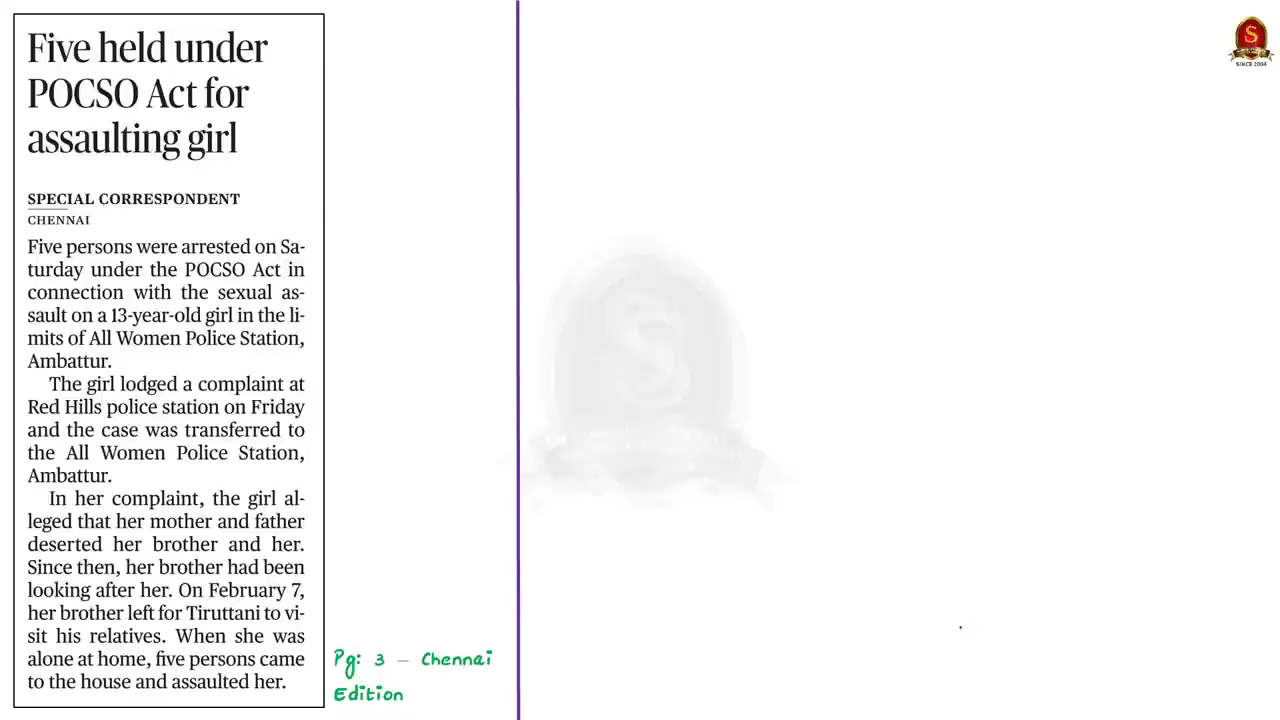 Five held under
POCSO Act for
assaulting girl
SPECIAL CORRESPONDENT
CHENNAI
Five persons were arrested on Sa-
turday under the POCSO Act in
connection with the sexual as-
sault on a 13-year-old girl in the li-
mits of All Women Police Station,
Ambattur.
The girl lodged a complaint at
Red Hills police station on Friday
and the case was transferred to
the All Women Police Station,
Ambattur.
In her complaint, the girl al-
leged that her mother and father
deserted her brother and her.
Since then, her brother had been
looking after her. On February 7,
her brother left for Tiruttani to vi-
sit his relatives. When she was
alone at home, five persons came
to the house and assaulted her.
Pg: 3 – Chennai
Edition
S
SINCE 2004
S